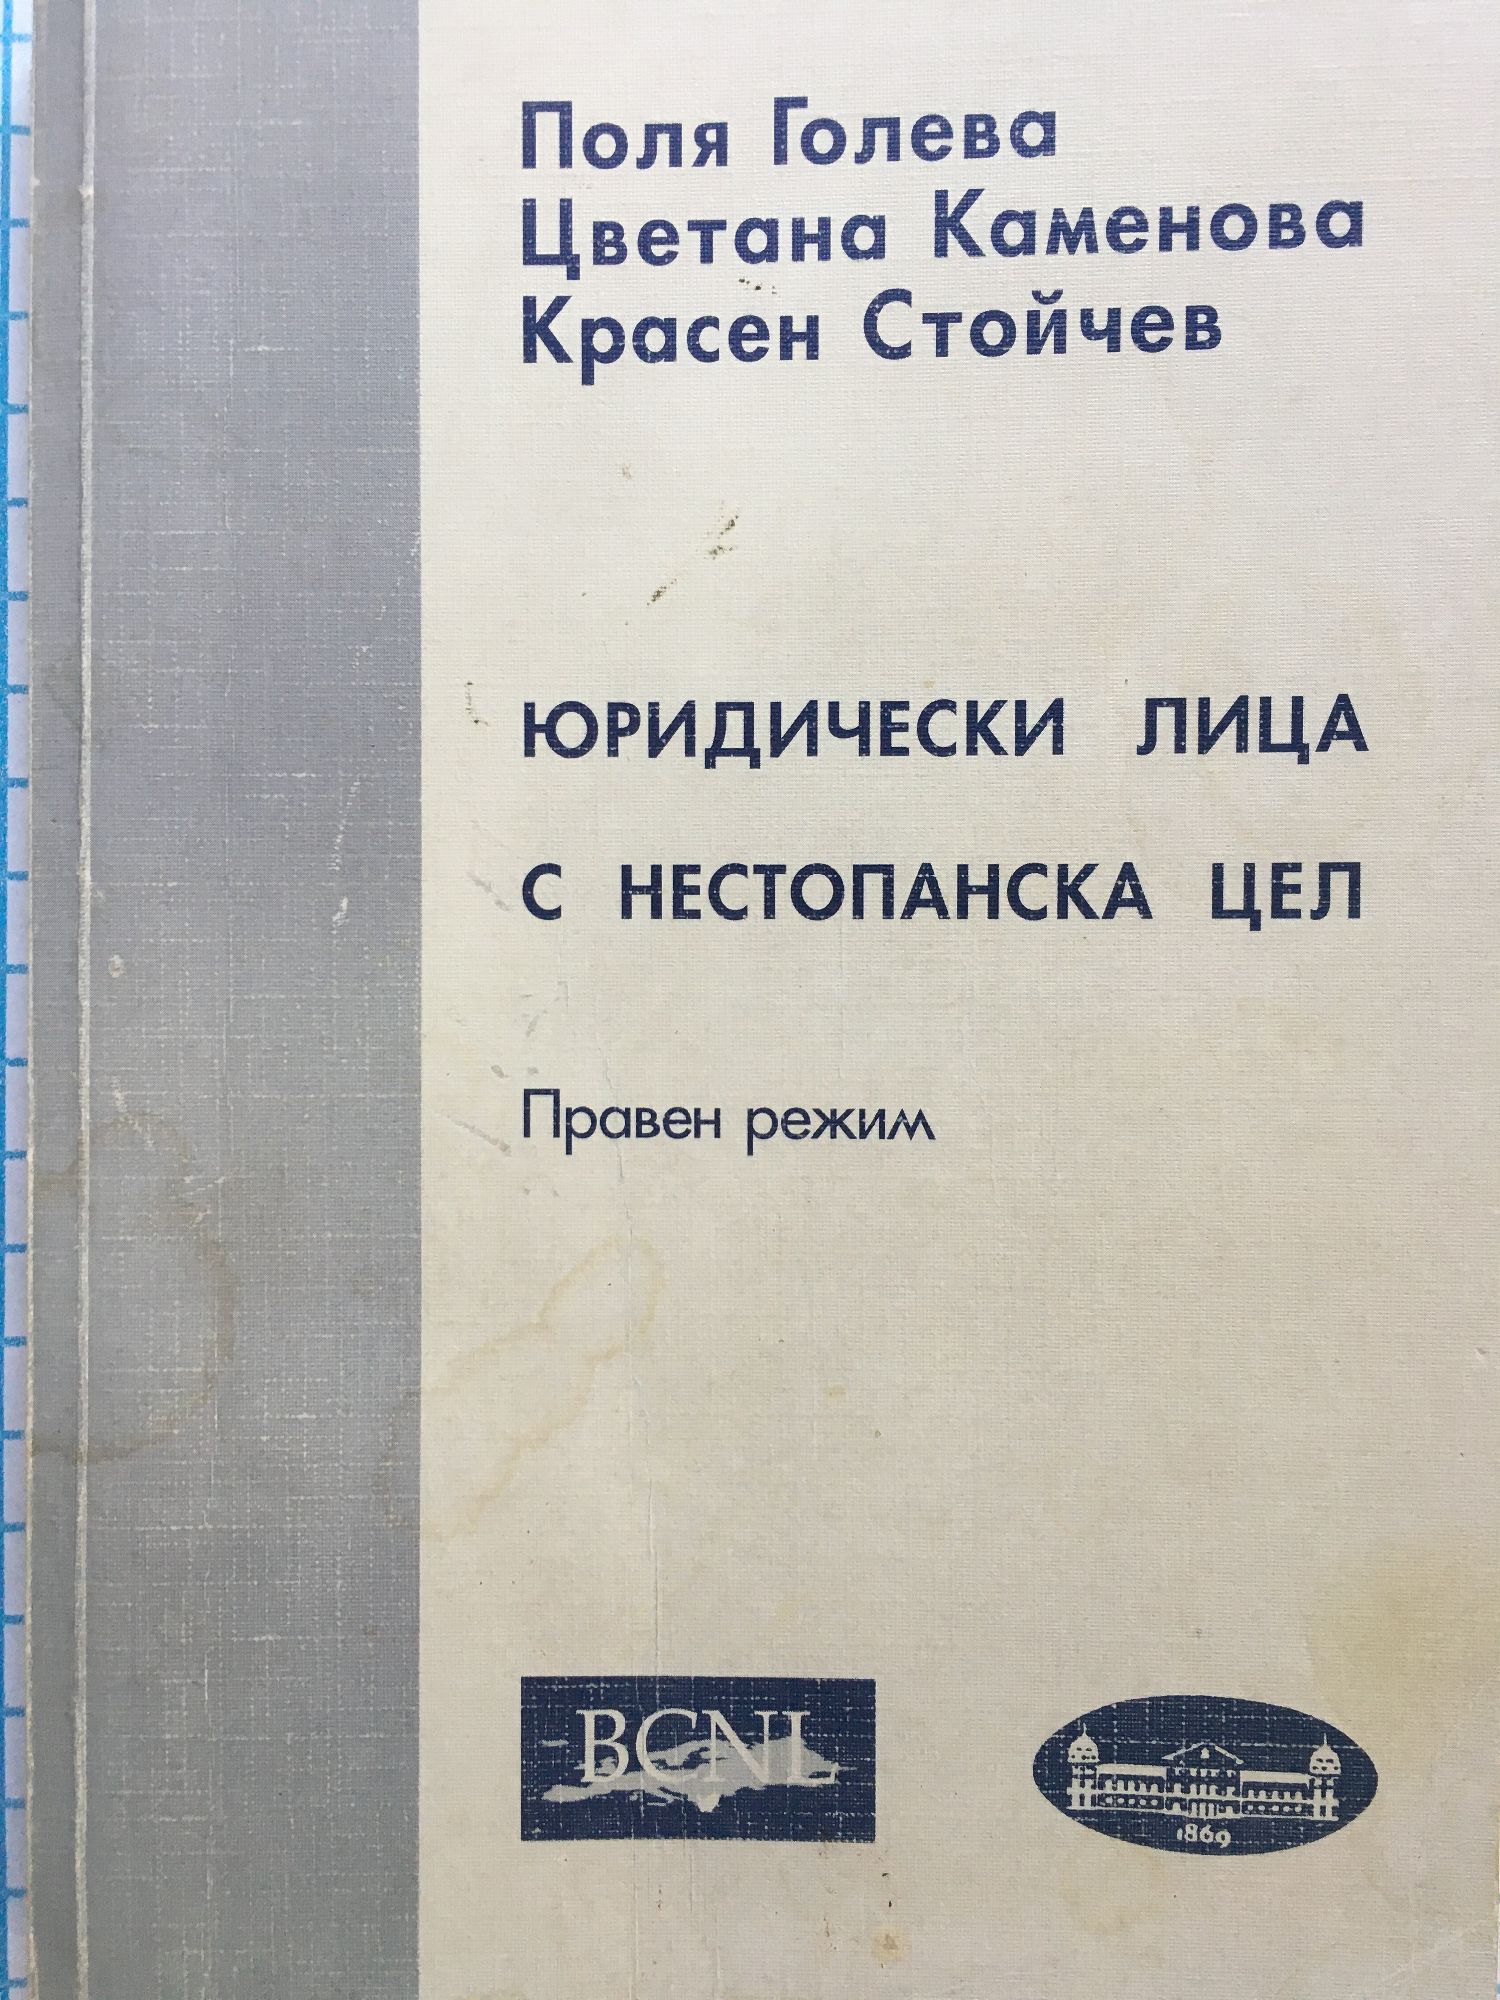 Поля Голева
Цветана Каменова
Красен Стойчев
ЮРИДИЧЕСКИ ЛИЦА
С НЕСТОПАНСКА ЦЕЛ
Правен режим
BCNL
1869